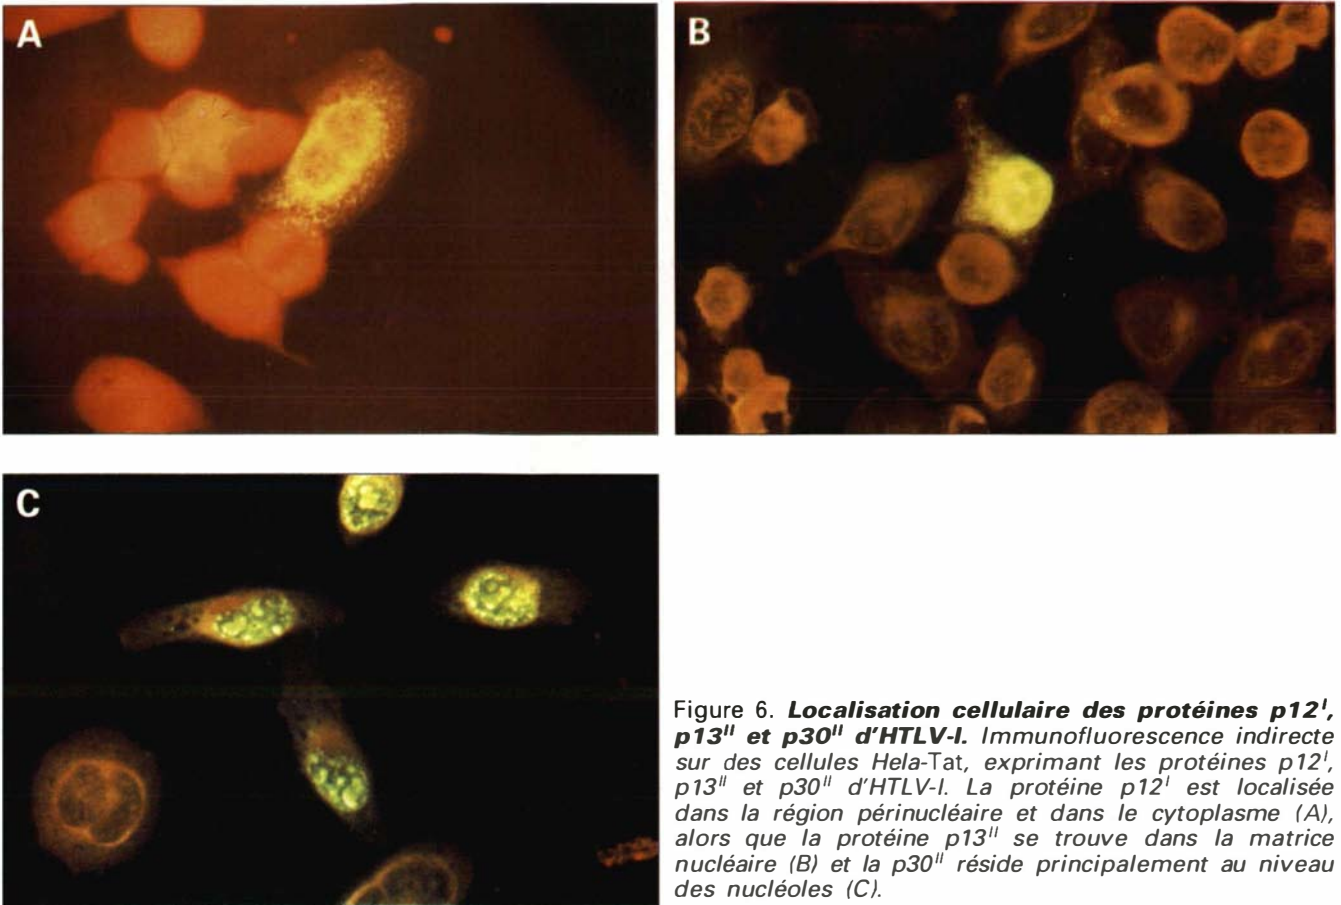 A
B
C
Figure 6. Localisation cellulaire des protéines p12ᴵ,
p13ᴵᴵ et p30ᴵᴵ d'HTLV-I. Immunofluorescence indirecte
sur des cellules Hela-Tat, exprimant les protéines p12ᴵ,
p13ᴵᴵ et p30ᴵᴵ d'HTLV-I. La protéine p12ᴵ est localisée
dans la région périnucléaire et dans le cytoplasme (A),
alors que la protéine p13ᴵᴵ se trouve dans la matrice
nucléaire (B) et la p30ᴵᴵ réside principalement au niveau
des nucléoles (C).